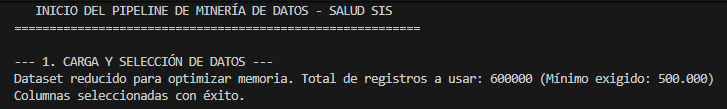 INICIO DEL PIPELINE DE MINERÍA DE DATOS - SALUD SIS
==========================================================
--- 1. CARGA Y SELECCIÓN DE DATOS ---
Dataset reducido para optimizar memoria. Total de registros a usar: 600000 (Mínimo exigido: 500.000)
Columnas seleccionadas con éxito.